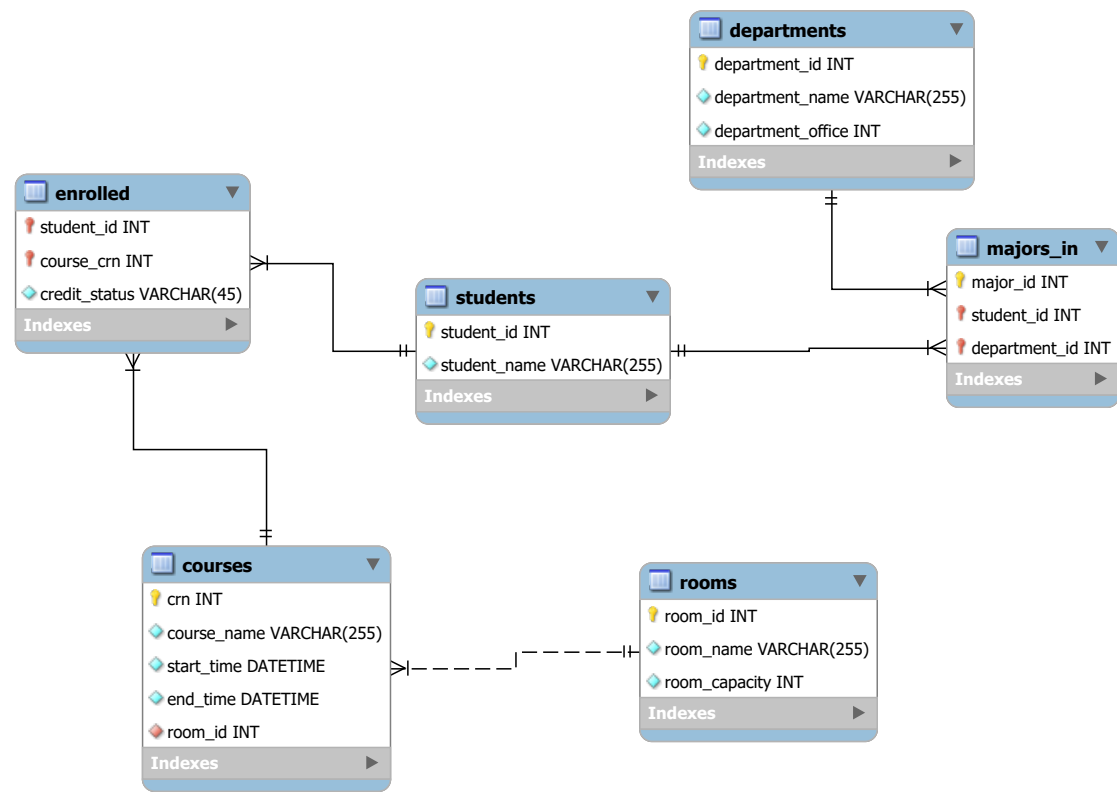 departments
department_id INT
department_name VARCHAR(255)
department_office INT
Indexes
enrolled
student_id INT
course_crn INT
credit_status VARCHAR(45)
Indexes
majors_in
major_id INT
student_id INT
department_id INT
Indexes
students
student_id INT
student_name VARCHAR(255)
Indexes
courses
crn INT
course_name VARCHAR(255)
start_time DATETIME
end_time DATETIME
room_id INT
Indexes
rooms
room_id INT
room_name VARCHAR(255)
room_capacity INT
Indexes